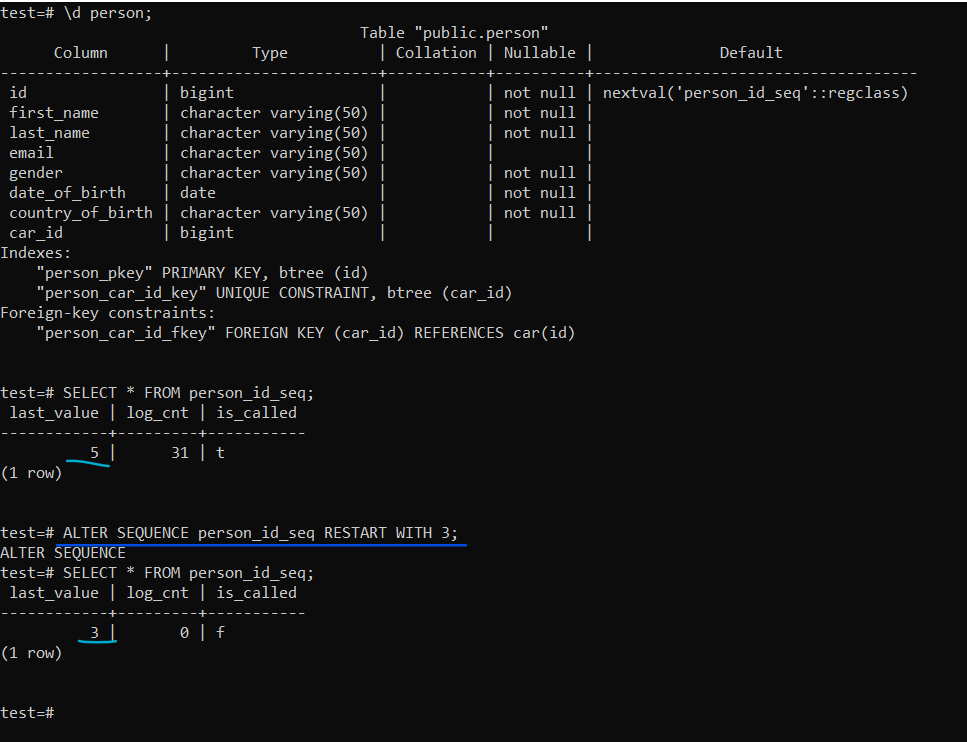 test=# \d person;
Table "public.person"
Column | Type | Collation | Nullable | Default
------------------+-----------------------+-----------+----------+------------------------------------
id | bigint | | not null | nextval('person_id_seq'::regclass)
first_name | character varying(50) | | not null |
last_name | character varying(50) | | not null |
email | character varying(50) | | |
gender | character varying(50) | | not null |
date_of_birth | date | | not null |
country_of_birth | character varying(50) | | not null |
car_id | bigint | | |
Indexes:
"person_pkey" PRIMARY KEY, btree (id)
"person_car_id_key" UNIQUE CONSTRAINT, btree (car_id)
Foreign-key constraints:
"person_car_id_fkey" FOREIGN KEY (car_id) REFERENCES car(id)
test=# SELECT * FROM person_id_seq;
last_value | log_cnt | is_called
------------+---------+-----------
5 | 31 | t
(1 row)
test=# ALTER SEQUENCE person_id_seq RESTART WITH 3;
ALTER SEQUENCE
test=# SELECT * FROM person_id_seq;
last_value | log_cnt | is_called
------------+---------+-----------
3 | 0 | f
(1 row)
test=#